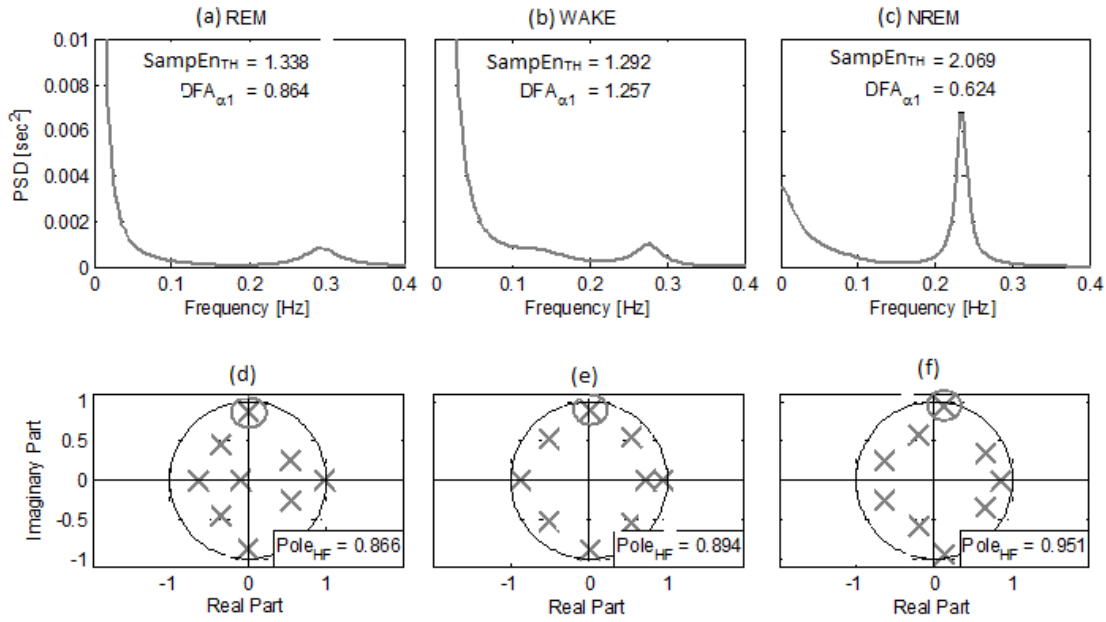 (a) REM
(b) WAKE
(c) NREM
0.01
0.008
0.006
0.004
0.002
0
PSD [sec²]
SampEnTH = 1.338
DFAα1 = 0.864
SampEnTH = 1.292
DFAα1 = 1.257
SampEnTH = 2.069
DFAα1 = 0.624
0 0.1 0.2 0.3 0.4
0 0.1 0.2 0.3 0.4
0 0.1 0.2 0.3 0.4
Frequency [Hz]
Frequency [Hz]
Frequency [Hz]
(d)
(e)
(f)
1
0.5
0
-0.5
-1
Imaginary Part
PoleHF = 0.866
PoleHF = 0.894
PoleHF = 0.951
-1 0 1
-1 0 1
-1 0 1
Real Part
Real Part
Real Part